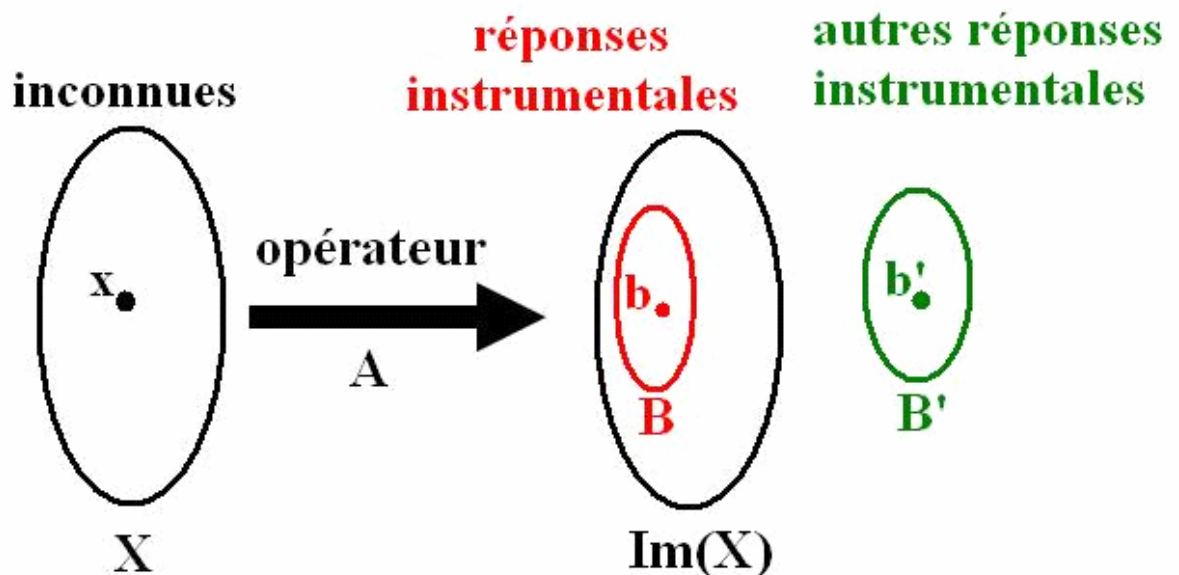 inconnues
réponses
instrumentales
autres réponses
instrumentales
x
opérateur
A
b
B
b'
B'
X
Im(X)